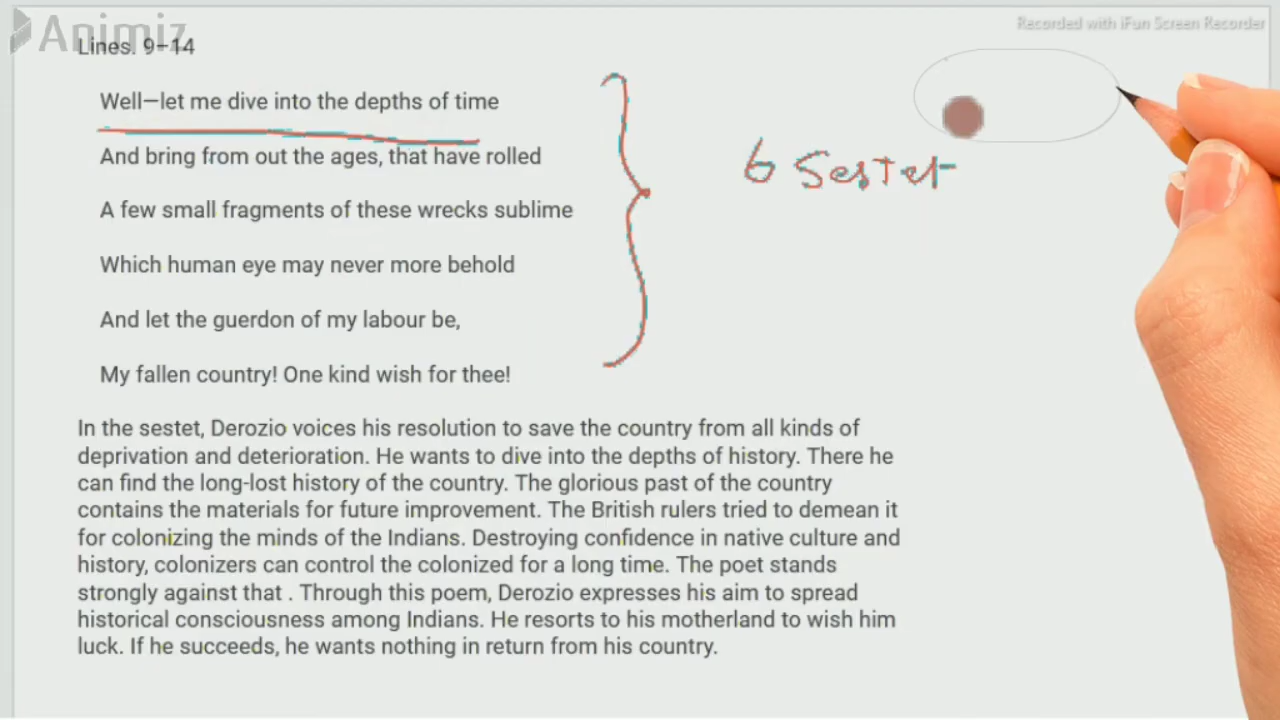 Animiz
Recorded with iFun Screen Recorder
Lines. 9–14
Well—let me dive into the depths of time
And bring from out the ages, that have rolled
A few small fragments of these wrecks sublime
Which human eye may never more behold
And let the guerdon of my labour be,
My fallen country! One kind wish for thee!
6 Sestet
In the sestet, Derozio voices his resolution to save the country from all kinds of
deprivation and deterioration. He wants to dive into the depths of history. There he
can find the long-lost history of the country. The glorious past of the country
contains the materials for future improvement. The British rulers tried to demean it
for colonizing the minds of the Indians. Destroying confidence in native culture and
history, colonizers can control the colonized for a long time. The poet stands
strongly against that . Through this poem, Derozio expresses his aim to spread
historical consciousness among Indians. He resorts to his motherland to wish him
luck. If he succeeds, he wants nothing in return from his country.